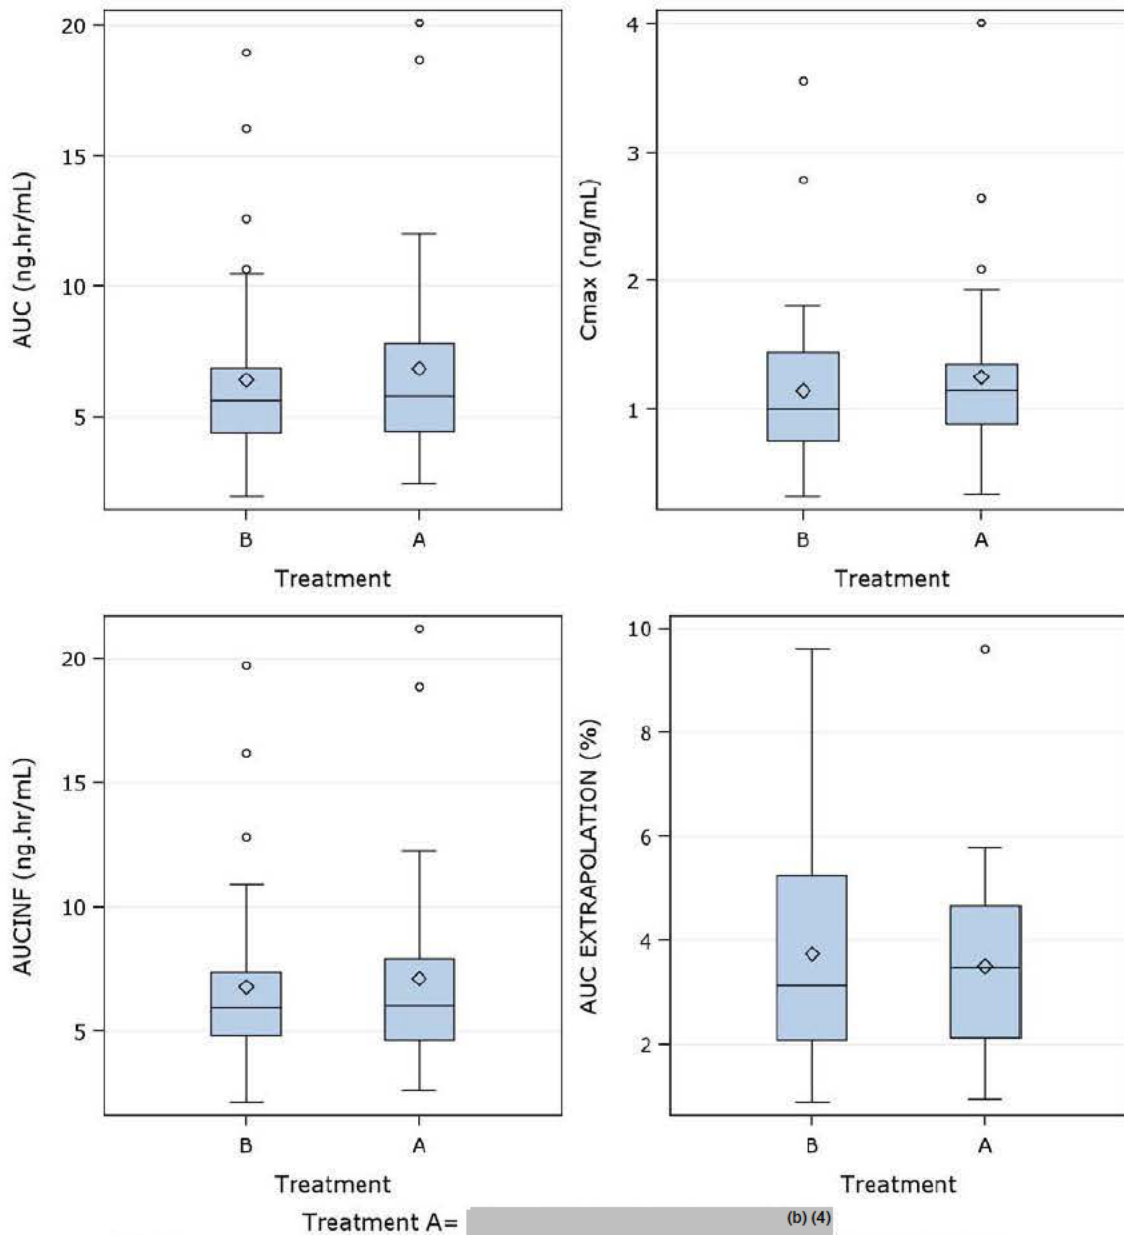 AUC (ng.hr/mL)
20
15
10
5
B
A
Treatment
Cmax (ng/mL)
4
3
2
1
B
A
Treatment
AUCINF (ng.hr/mL)
20
15
10
5
B
A
Treatment
AUC EXTRAPOLATION (%)
10
8
6
4
2
B
A
Treatment
Treatment A= (b) (4)